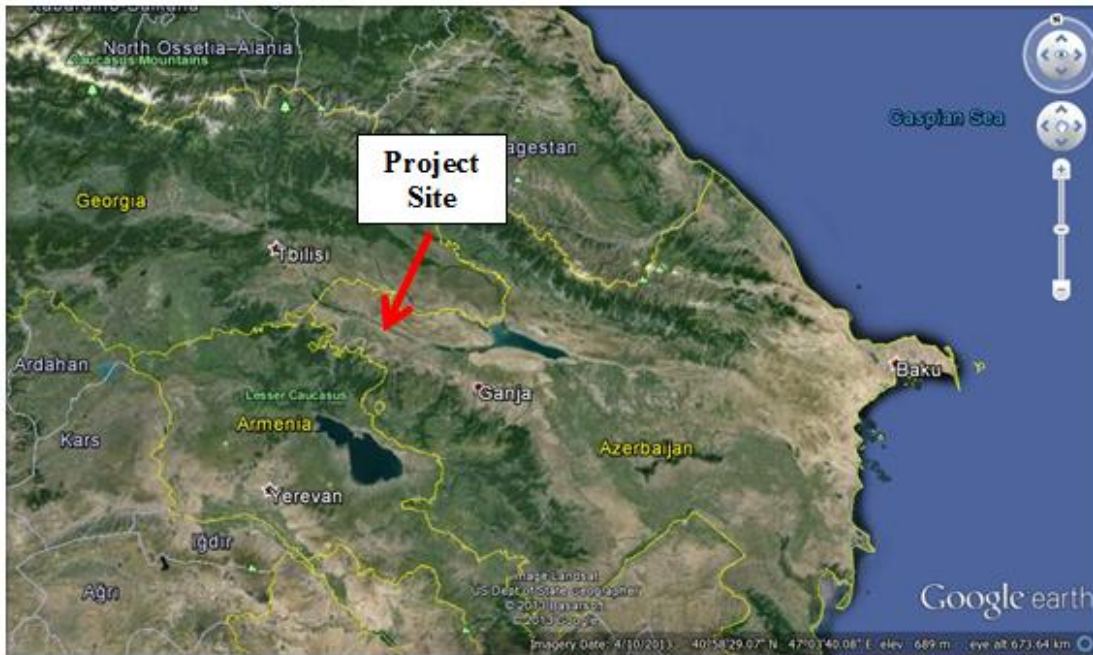 North Ossetia–Alania
Caucasus Mountains
Caspian Sea
Project
Site
agestan
Georgia
Tbilisi
Ardahan
Baku
Ganja
Lesser Caucasus
Armenia
Kars
Azerbaijan
Yerevan
Iğdir
Ağrı
Image Landsat
US Dept of State Geographer
© 2013 Basarsoft
© 2013 Google
Google earth
Imagery Date: 4/10/2013 40°58'29.07" N 47°03'40.08" E elev 689 m eye alt 673.64 km